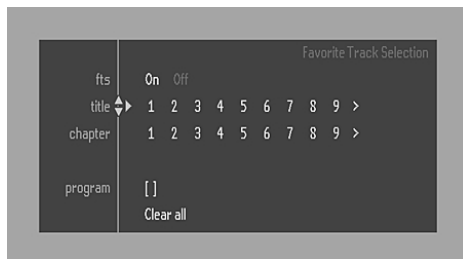 Favorite Track Selection
fts On Off
title 1 2 3 4 5 6 7 8 9 >
chapter 1 2 3 4 5 6 7 8 9 >
program [ ]
Clear all